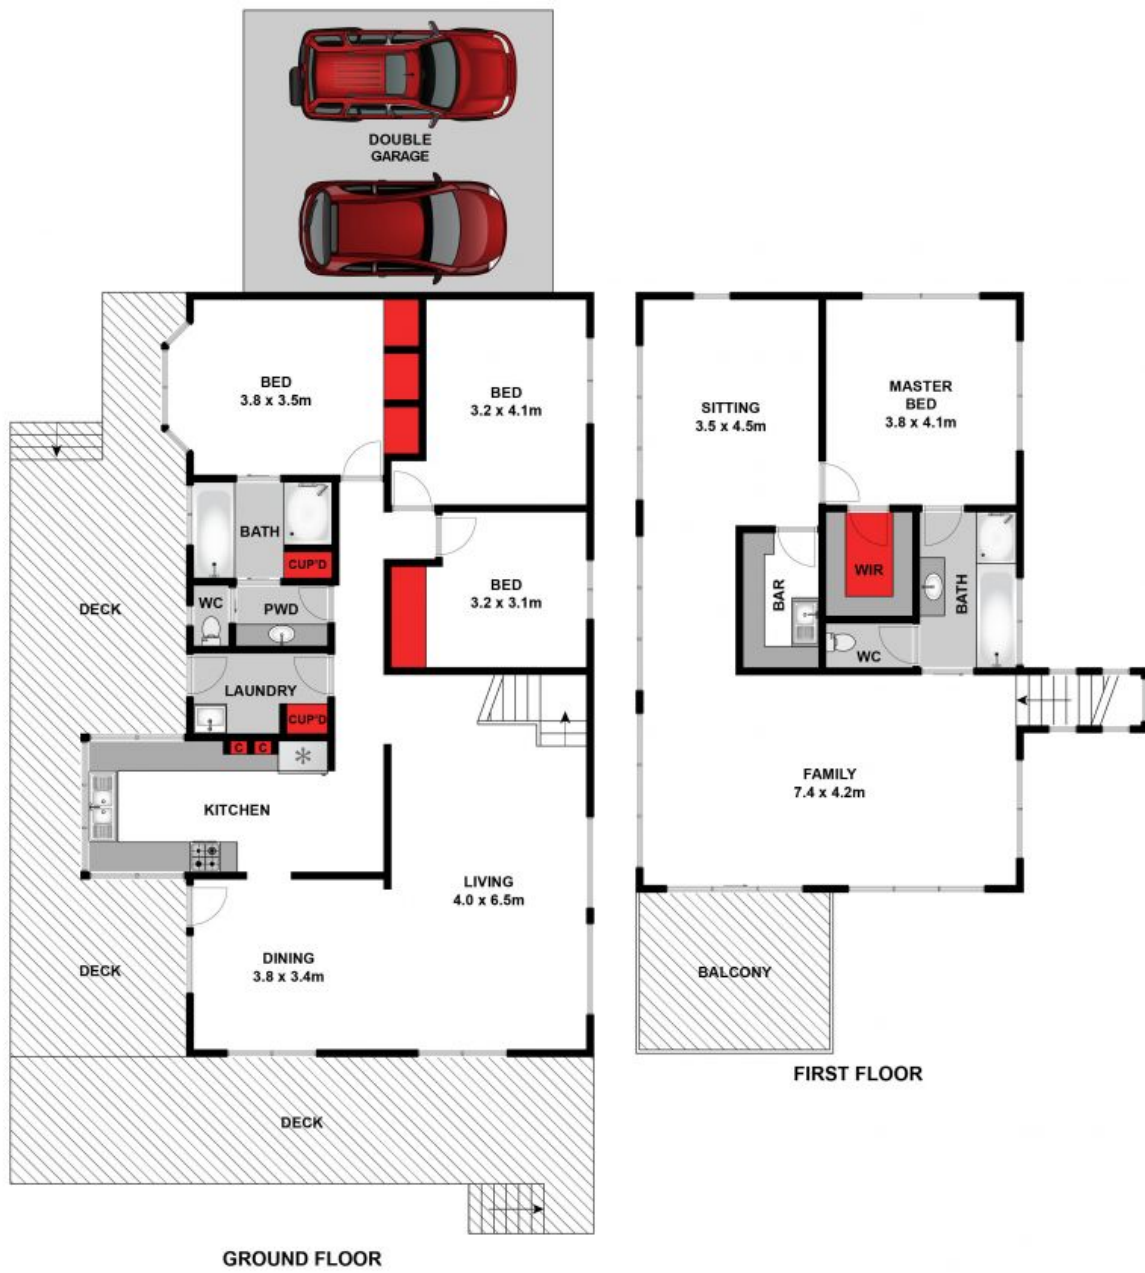 DOUBLE
GARAGE
BED
3.8 x 3.5m
BED
3.2 x 4.1m
BATH
CUP'D
WC
PWD
BED
3.2 x 3.1m
DECK
LAUNDRY
CUP'D
C
C
KITCHEN
LIVING
4.0 x 6.5m
DINING
3.8 x 3.4m
DECK
DECK
GROUND FLOOR
SITTING
3.5 x 4.5m
MASTER
BED
3.8 x 4.1m
BAR
WIR
BATH
WC
FAMILY
7.4 x 4.2m
BALCONY
FIRST FLOOR